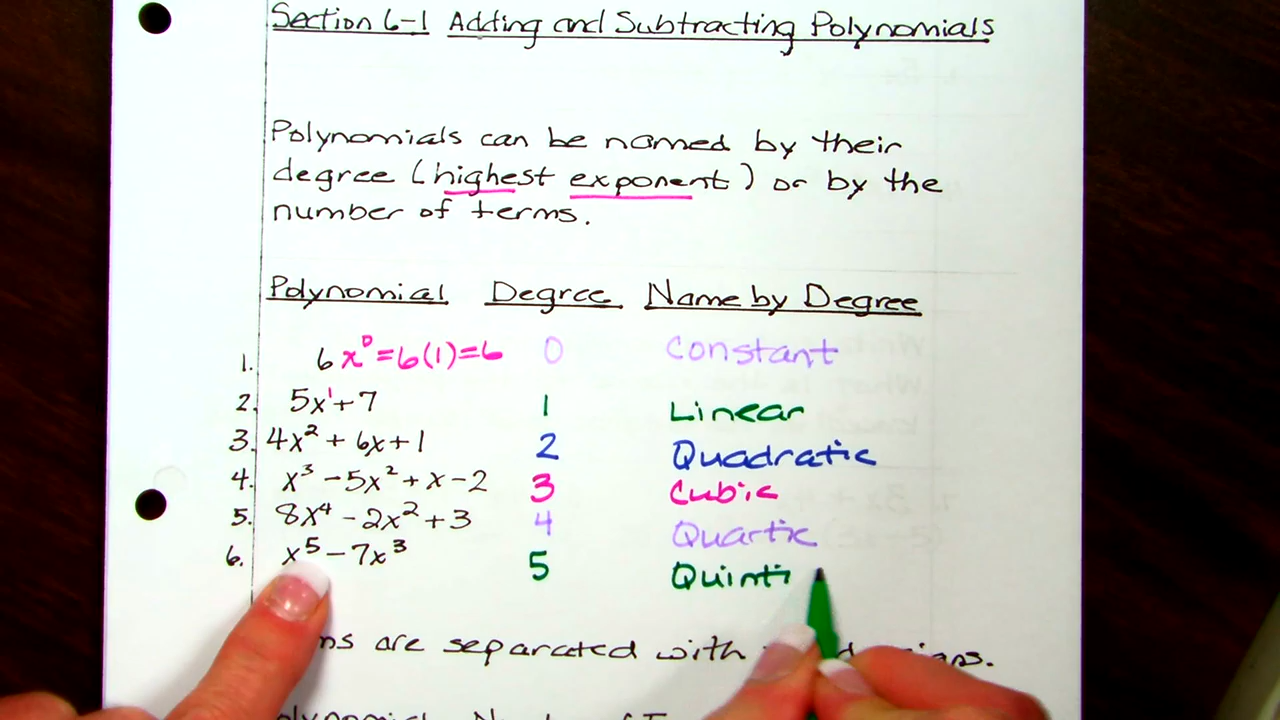 Section 6-1 Adding and Subtracting Polynomials
Polynomials can be named by their
degree (highest exponent) or by the
number of terms.
Polynomial Degree Name by Degree
1. 6x⁰=6(1)=6 0 Constant
2. 5x¹+7 1 Linear
3. 4x² + 6x+1 2 Quadratic
4. x³ -5x² + x -2 3 Cubic
5. 8x⁴ -2x² +3 4 Quartic
6. x⁵ -7x³ 5 Quinti
are separated with